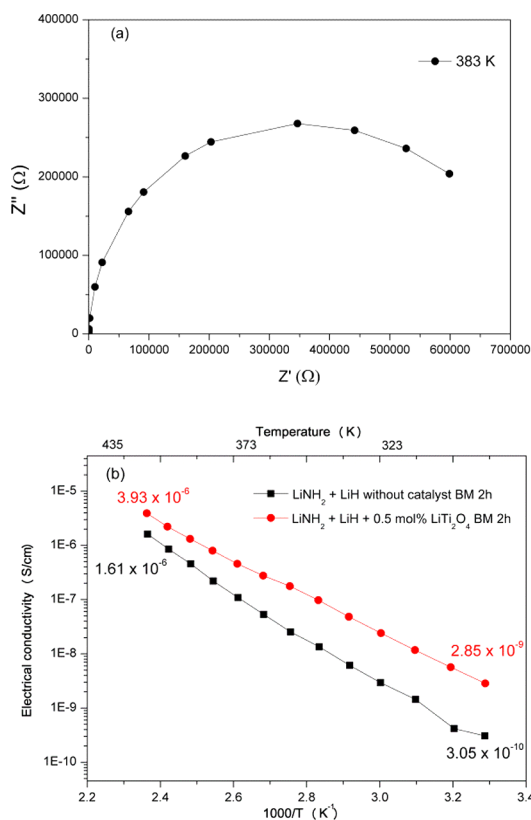 (a)
383 K
400000
300000
200000
100000
0
Z'' (Ω)
0 100000 200000 300000 400000 500000 600000 700000
Z' (Ω)
Temperature (K)
435 373 323
(b)
3.93 x 10⁻⁶
LiNH₂ + LiH without catalyst BM 2h
LiNH₂ + LiH + 0.5 mol% LiTi₂O₄ BM 2h
1.61 x 10⁻⁶
2.85 x 10⁻⁹
3.05 x 10⁻¹⁰
1E-5
1E-6
1E-7
1E-8
1E-9
1E-10
Electrical conductivity (S/cm)
2.2 2.4 2.6 2.8 3.0 3.2 3.4
1000/T (K⁻¹)